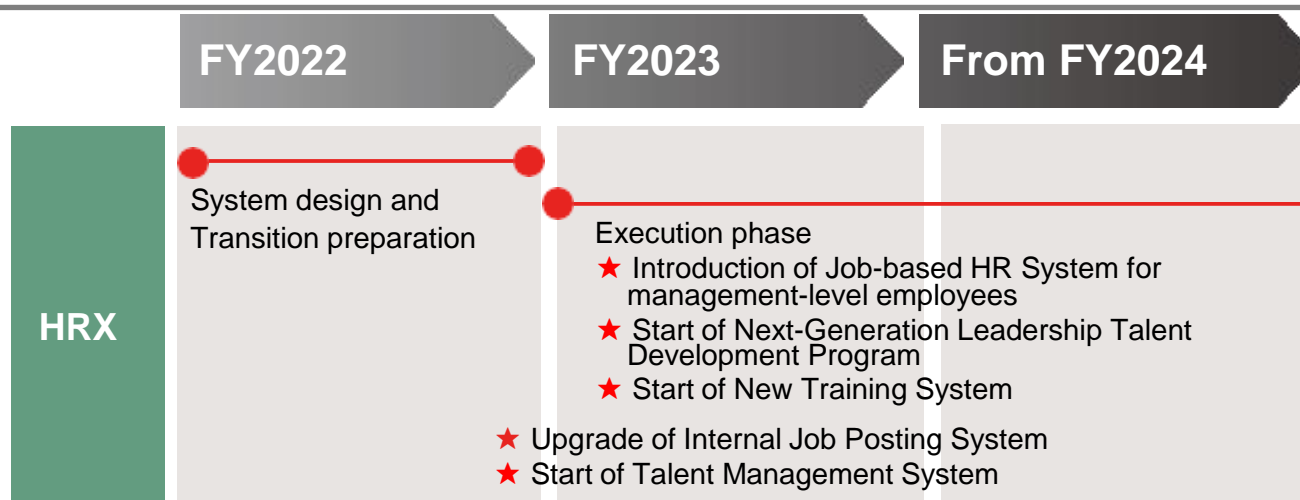 FY2022
FY2023
From FY2024
HRX
System design and
Transition preparation
Execution phase
★ Introduction of Job-based HR System for
management-level employees
★ Start of Next-Generation Leadership Talent
Development Program
★ Start of New Training System
★ Upgrade of Internal Job Posting System
★ Start of Talent Management System